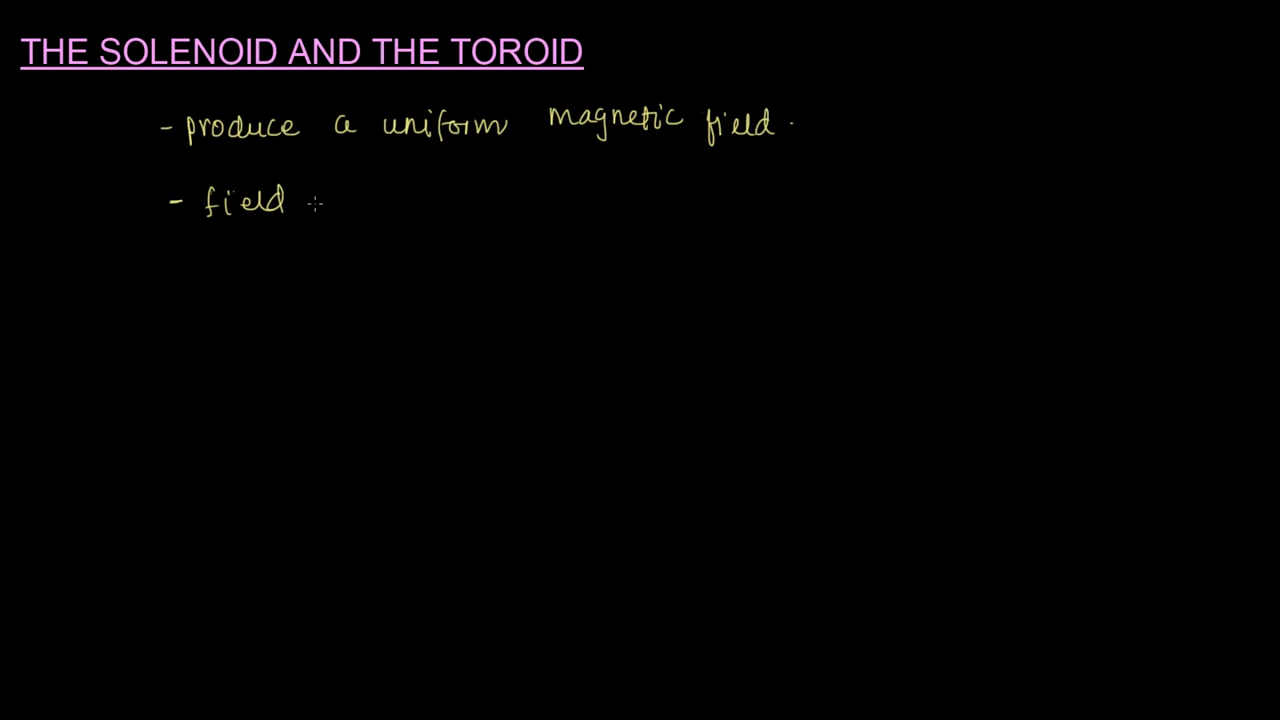 THE SOLENOID AND THE TOROID
- produce a uniform magnetic field.
- field